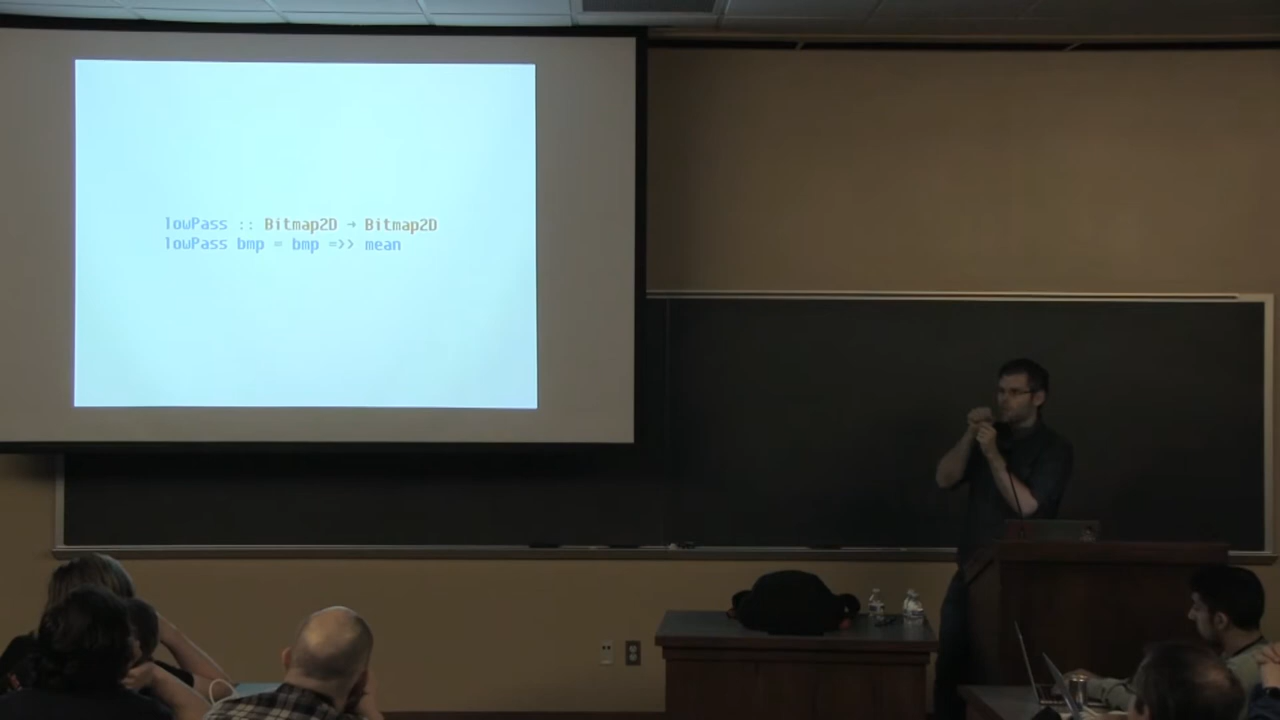 lowPass :: Bitmap2D → Bitmap2D
lowPass bmp = bmp =>> mean